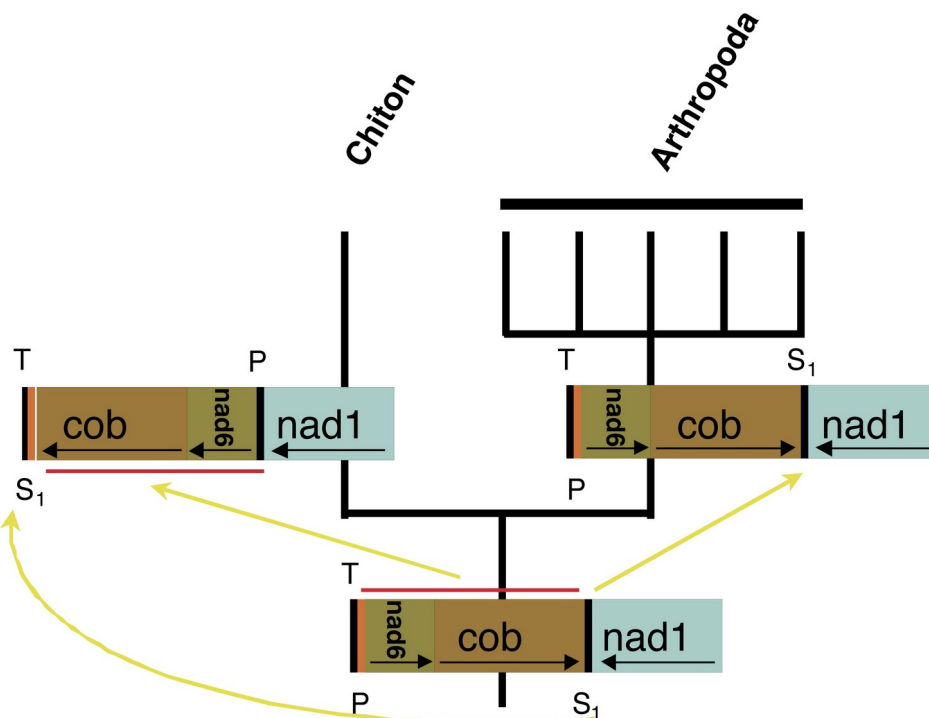 Chiton
Arthropoda
T
P
cob
nad6
nad1
S₁
T
S₁
nad6
cob
nad1
P
T
nad6
cob
nad1
P
S₁